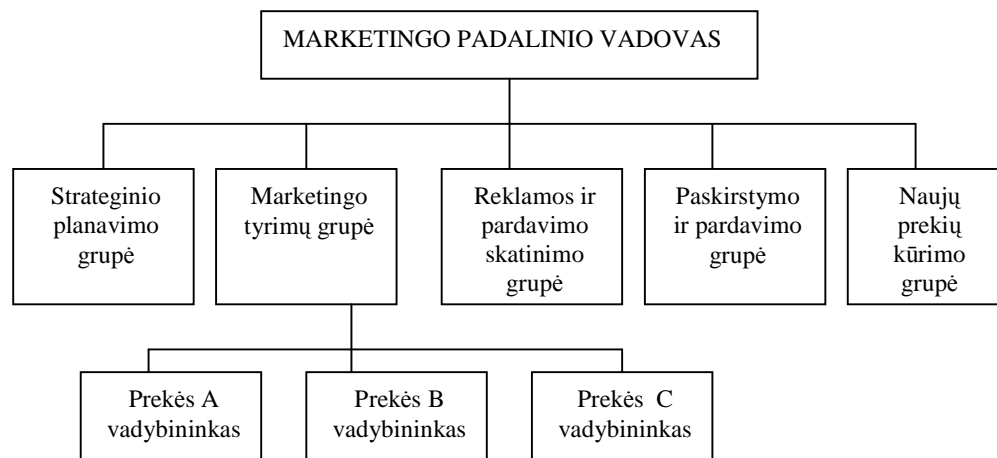 MARKETINGO PADALINIO VADOVAS
Strateginio
planavimo
grupė
Marketingo
tyrimų grupė
Reklamos ir
pardavimo
skatinimo
grupė
Paskirstymo
ir pardavimo
grupė
Naujų
prekių
kūrimo
grupė
Prekės A
vadybininkas
Prekės B
vadybininkas
Prekės C
vadybininkas